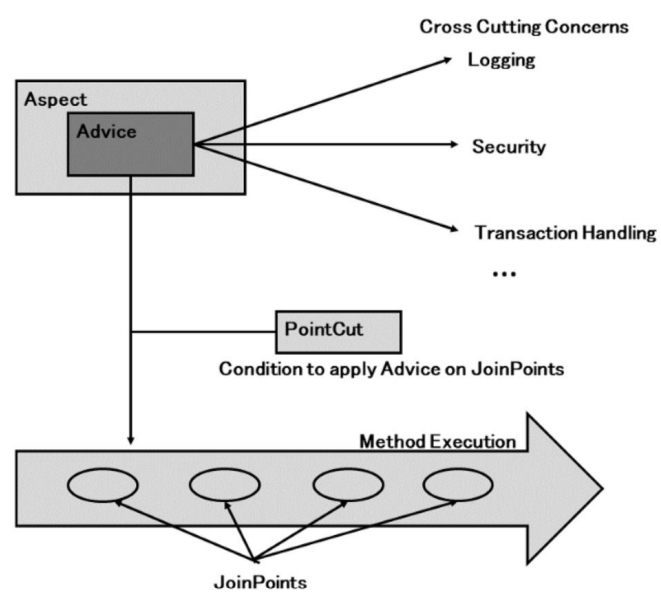 Cross Cutting Concerns
Logging
Aspect
Advice
Security
Transaction Handling
...
PointCut
Condition to apply Advice on JoinPoints
Method Execution
JoinPoints